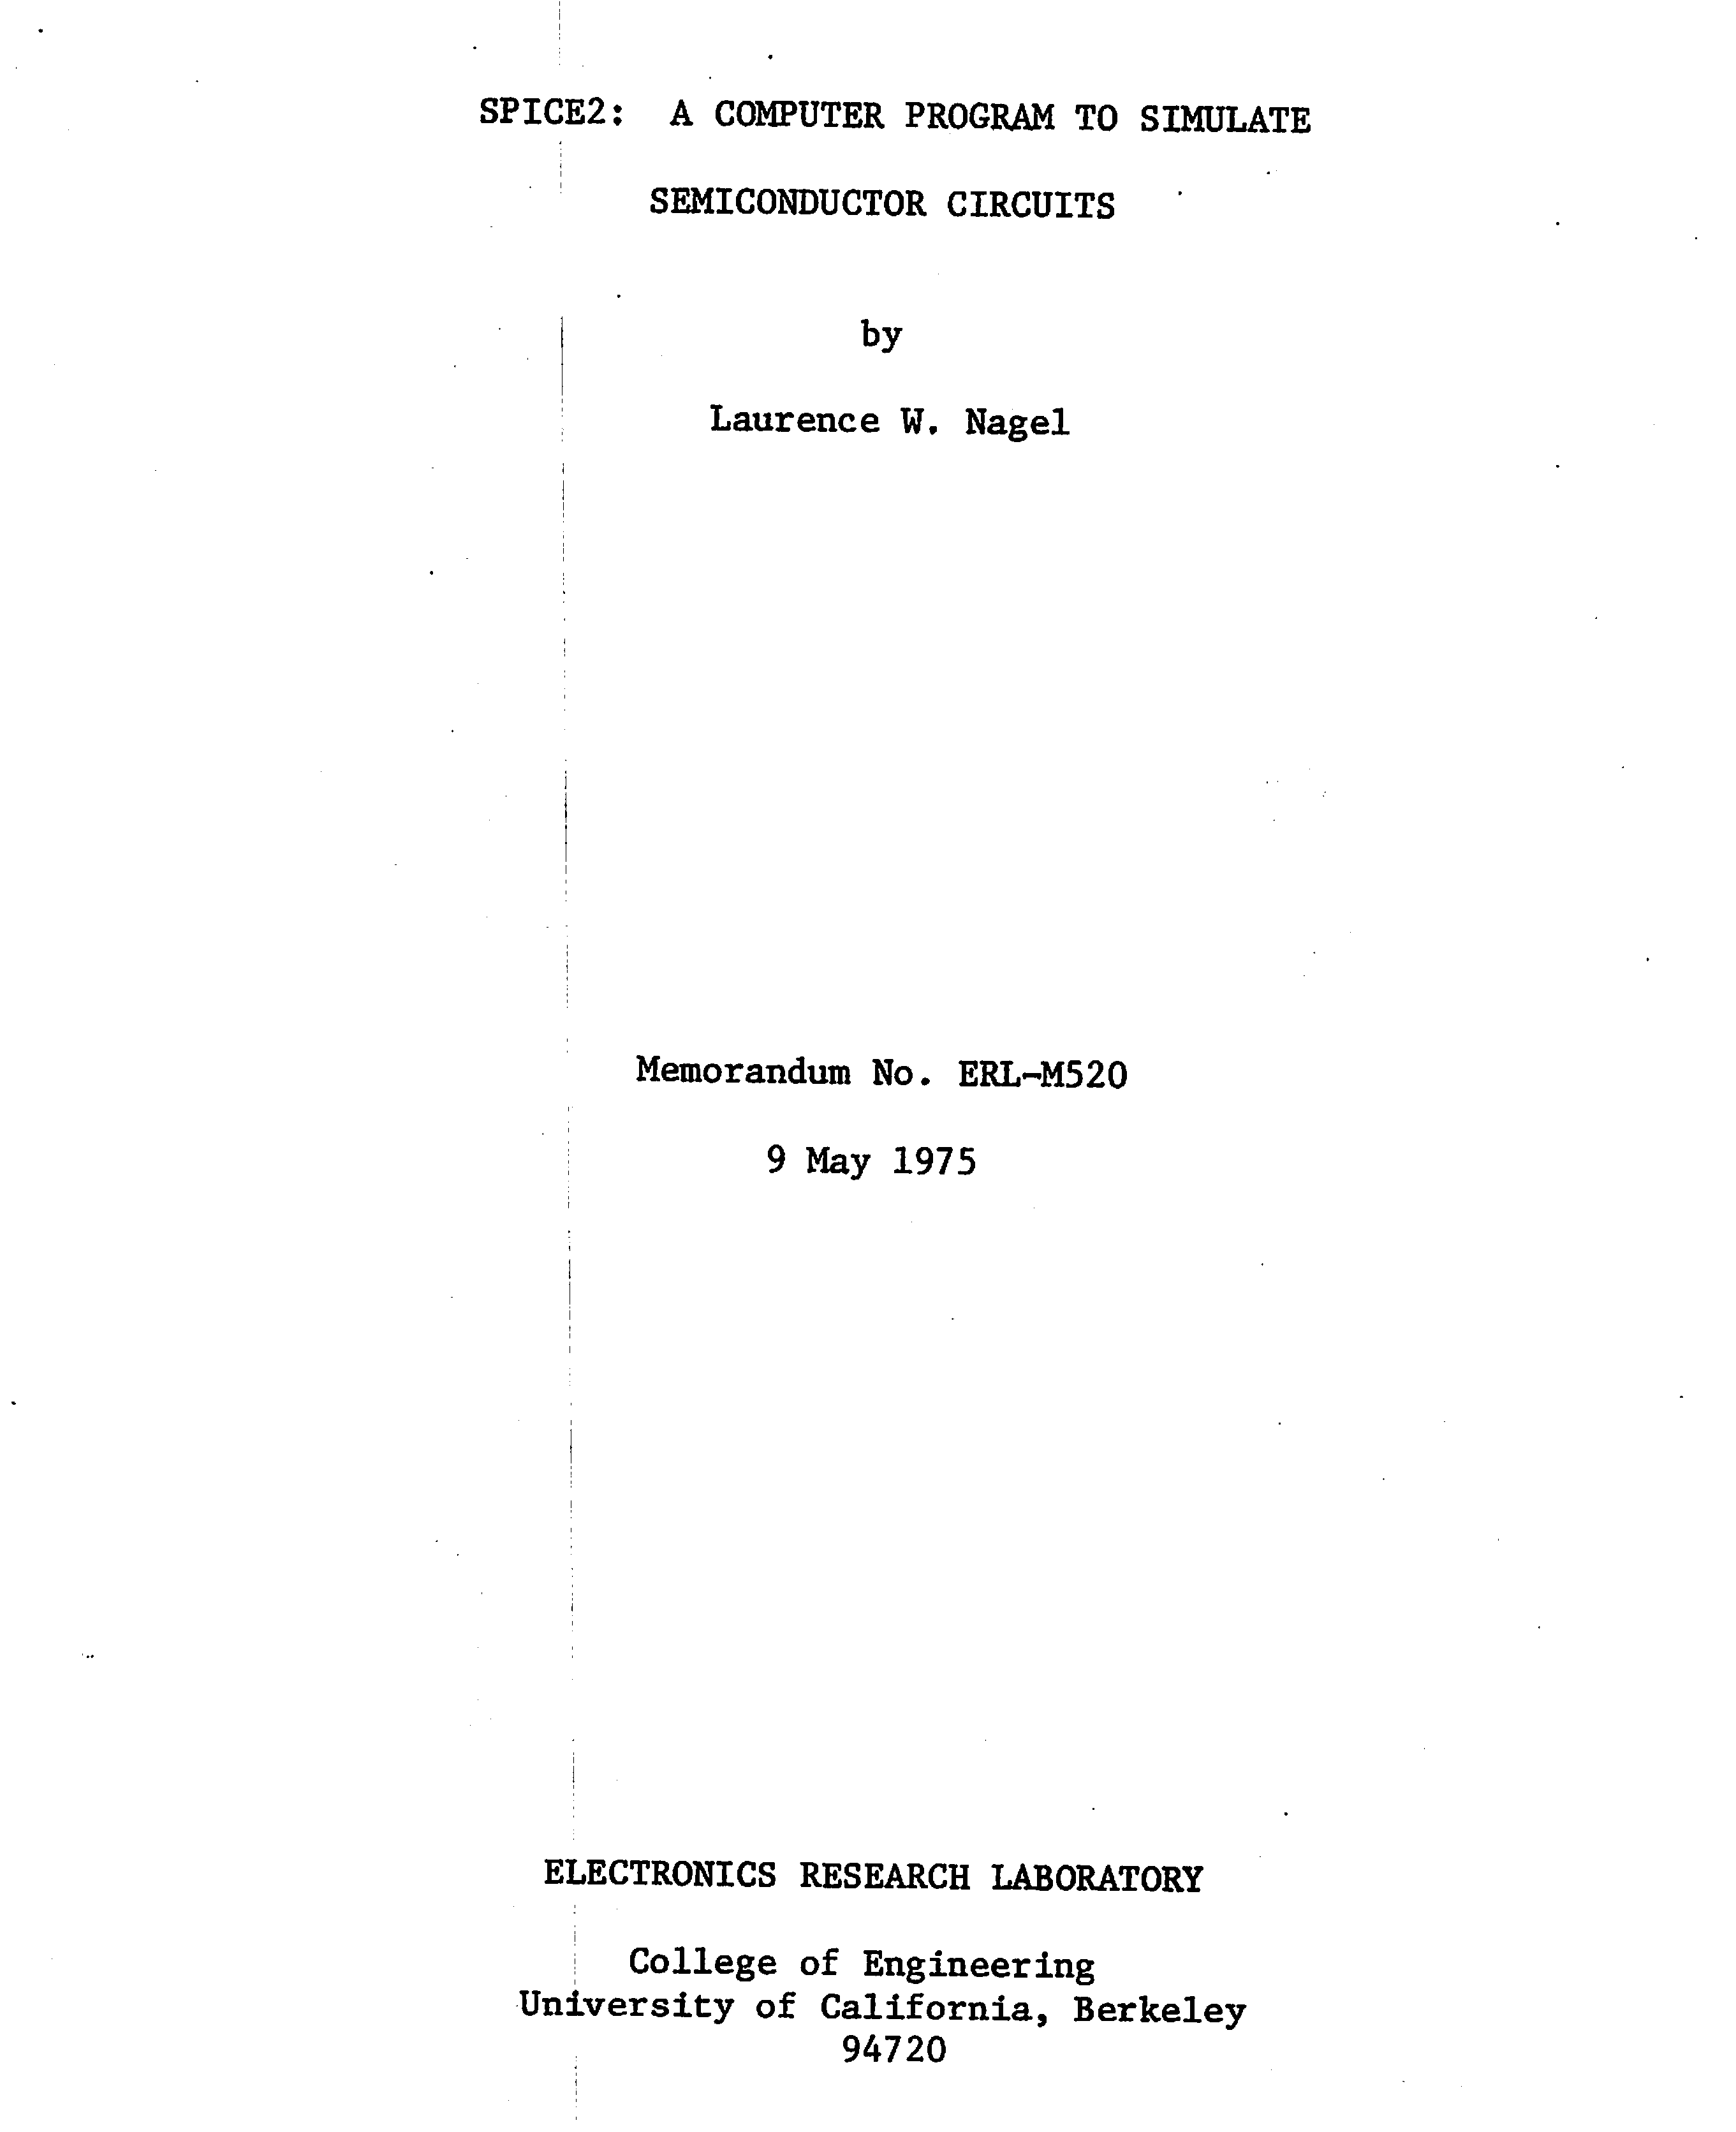 SPICE2: A COMPUTER PROGRAM TO SIMULATE
SEMICONDUCTOR CIRCUITS
by
Laurence W. Nagel
Memorandum No. ERL-M520
9 May 1975
ELECTRONICS RESEARCH LABORATORY
College of Engineering
University of California, Berkeley
94720